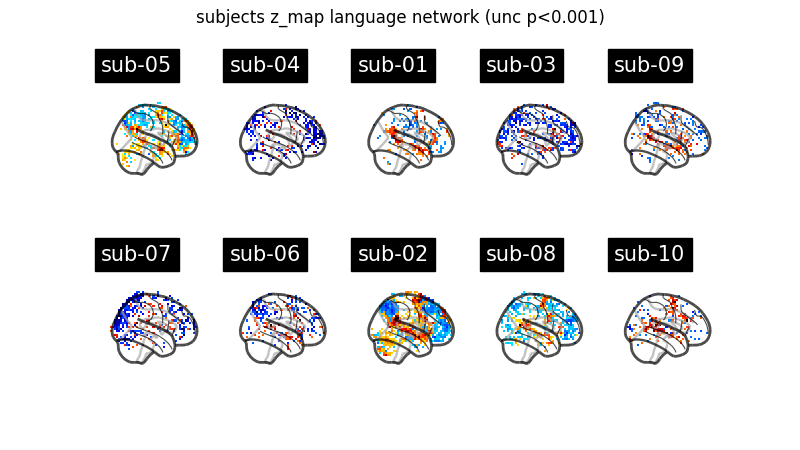 subjects z_map language network (unc p<0.001)
sub-05 sub-04 sub-01 sub-03 sub-09
sub-07 sub-06 sub-02 sub-08 sub-10